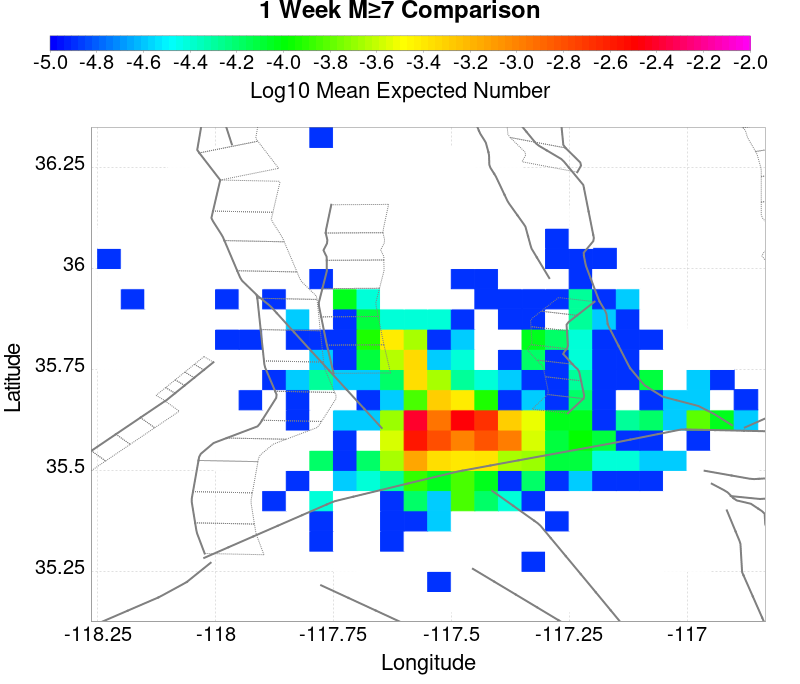 1 Week M≥7 Comparison
-5.0 -4.8 -4.6 -4.4 -4.2 -4.0 -3.8 -3.6 -3.4 -3.2 -3.0 -2.8 -2.6 -2.4 -2.2 -2.0
Log10 Mean Expected Number
36.25
36
35.75
35.5
35.25
Latitude
-118.25 -118 -117.75 -117.5 -117.25 -117
Longitude